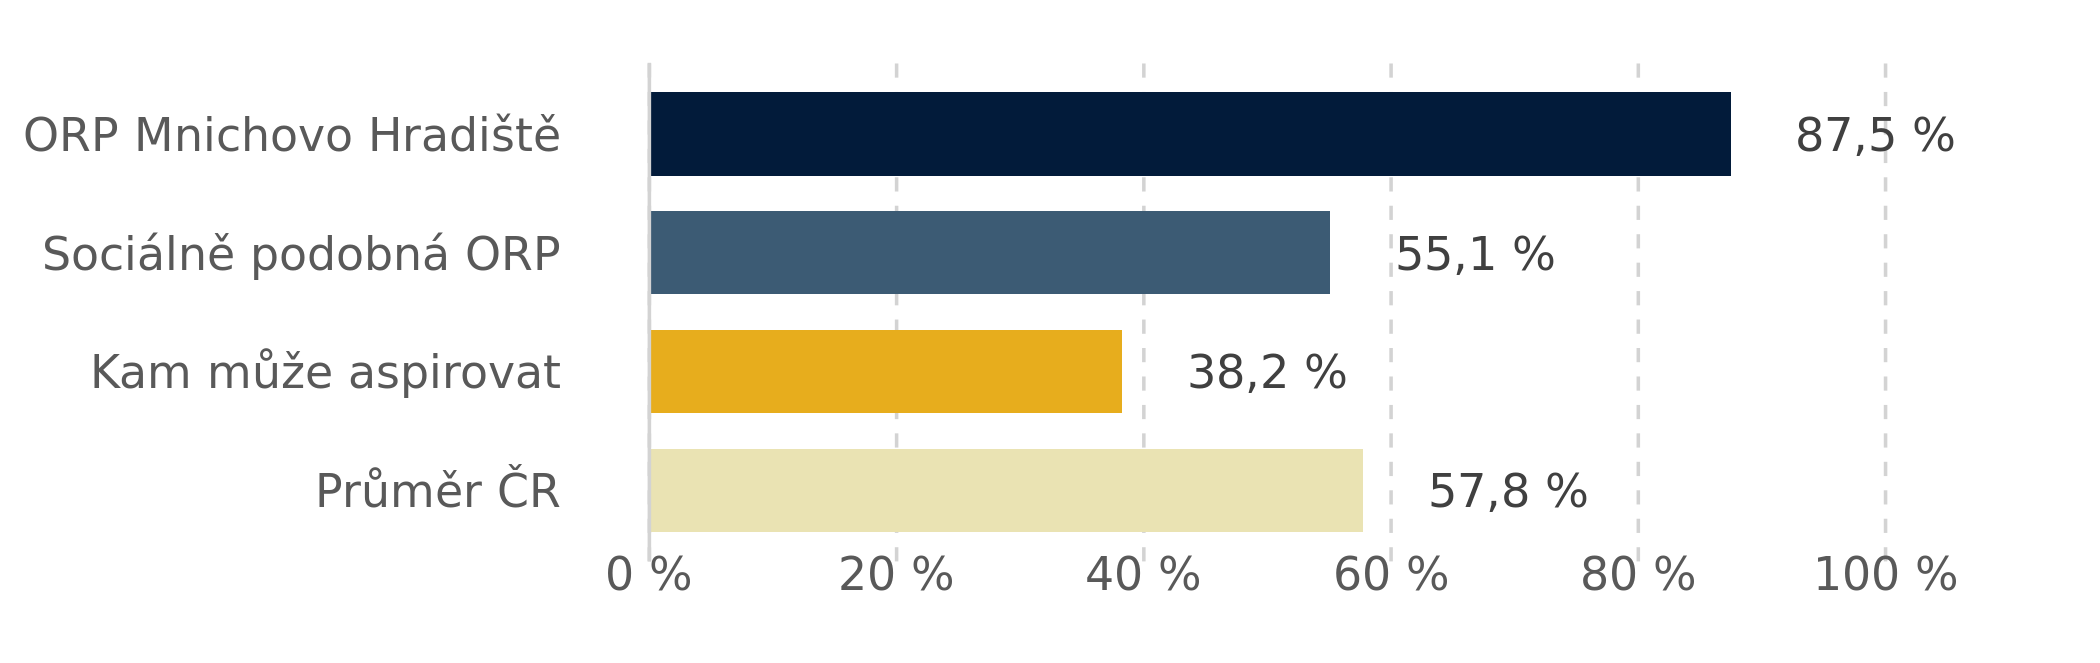 ORP Mnichovo Hradiště 87,5 %
Sociálně podobná ORP 55,1 %
Kam může aspirovat 38,2 %
Průměr ČR 57,8 %
0 % 20 % 40 % 60 % 80 % 100 %